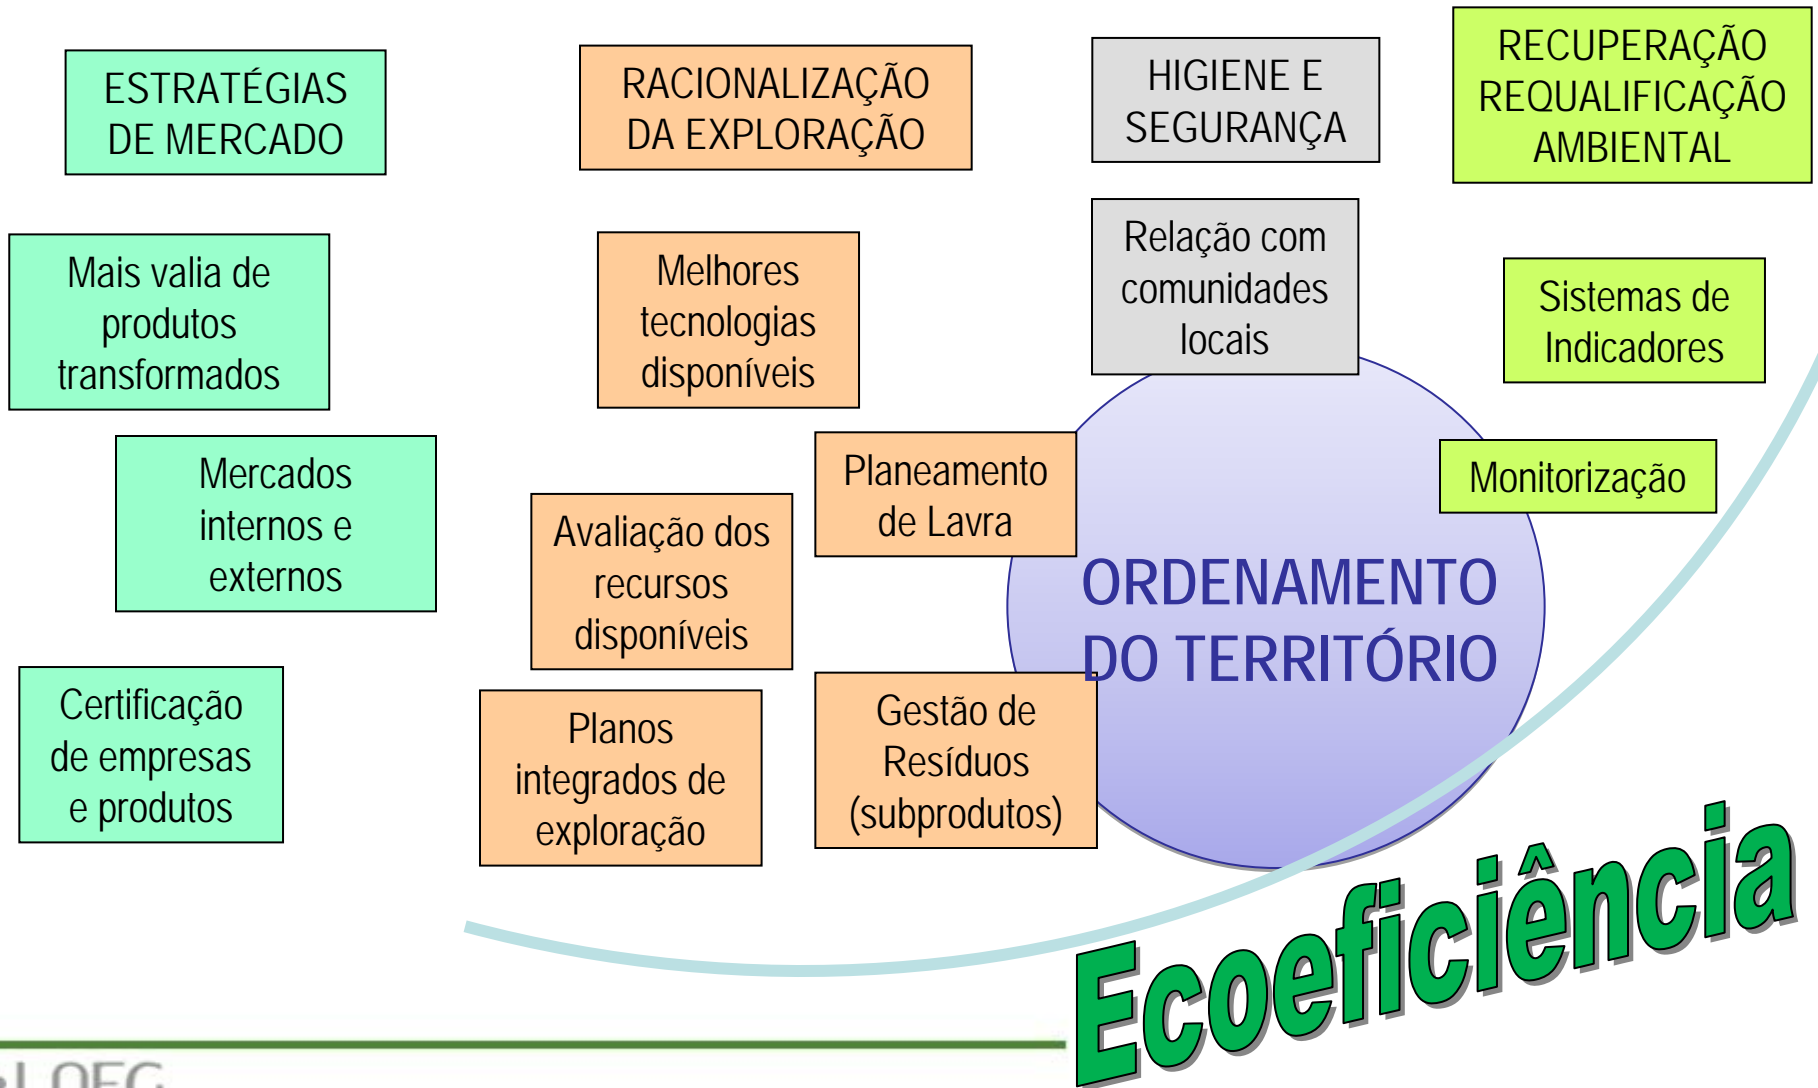 ESTRATÉGIAS
DE MERCADO
RACIONALIZAÇÃO
DA EXPLORAÇÃO
HIGIENE E
SEGURANÇA
RECUPERAÇÃO
REQUALIFICAÇÃO
AMBIENTAL
Mais valia de
produtos
transformados
Melhores
tecnologias
disponíveis
Relação com
comunidades
locais
Sistemas de
Indicadores
Mercados
internos e
externos
Avaliação dos
recursos
disponíveis
Planeamento
de Lavra
Monitorização
ORDENAMENTO
DO TERRITÓRIO
Certificação
de empresas
e produtos
Planos
integrados de
exploração
Gestão de
Resíduos
(subprodutos)
Ecoeficiência